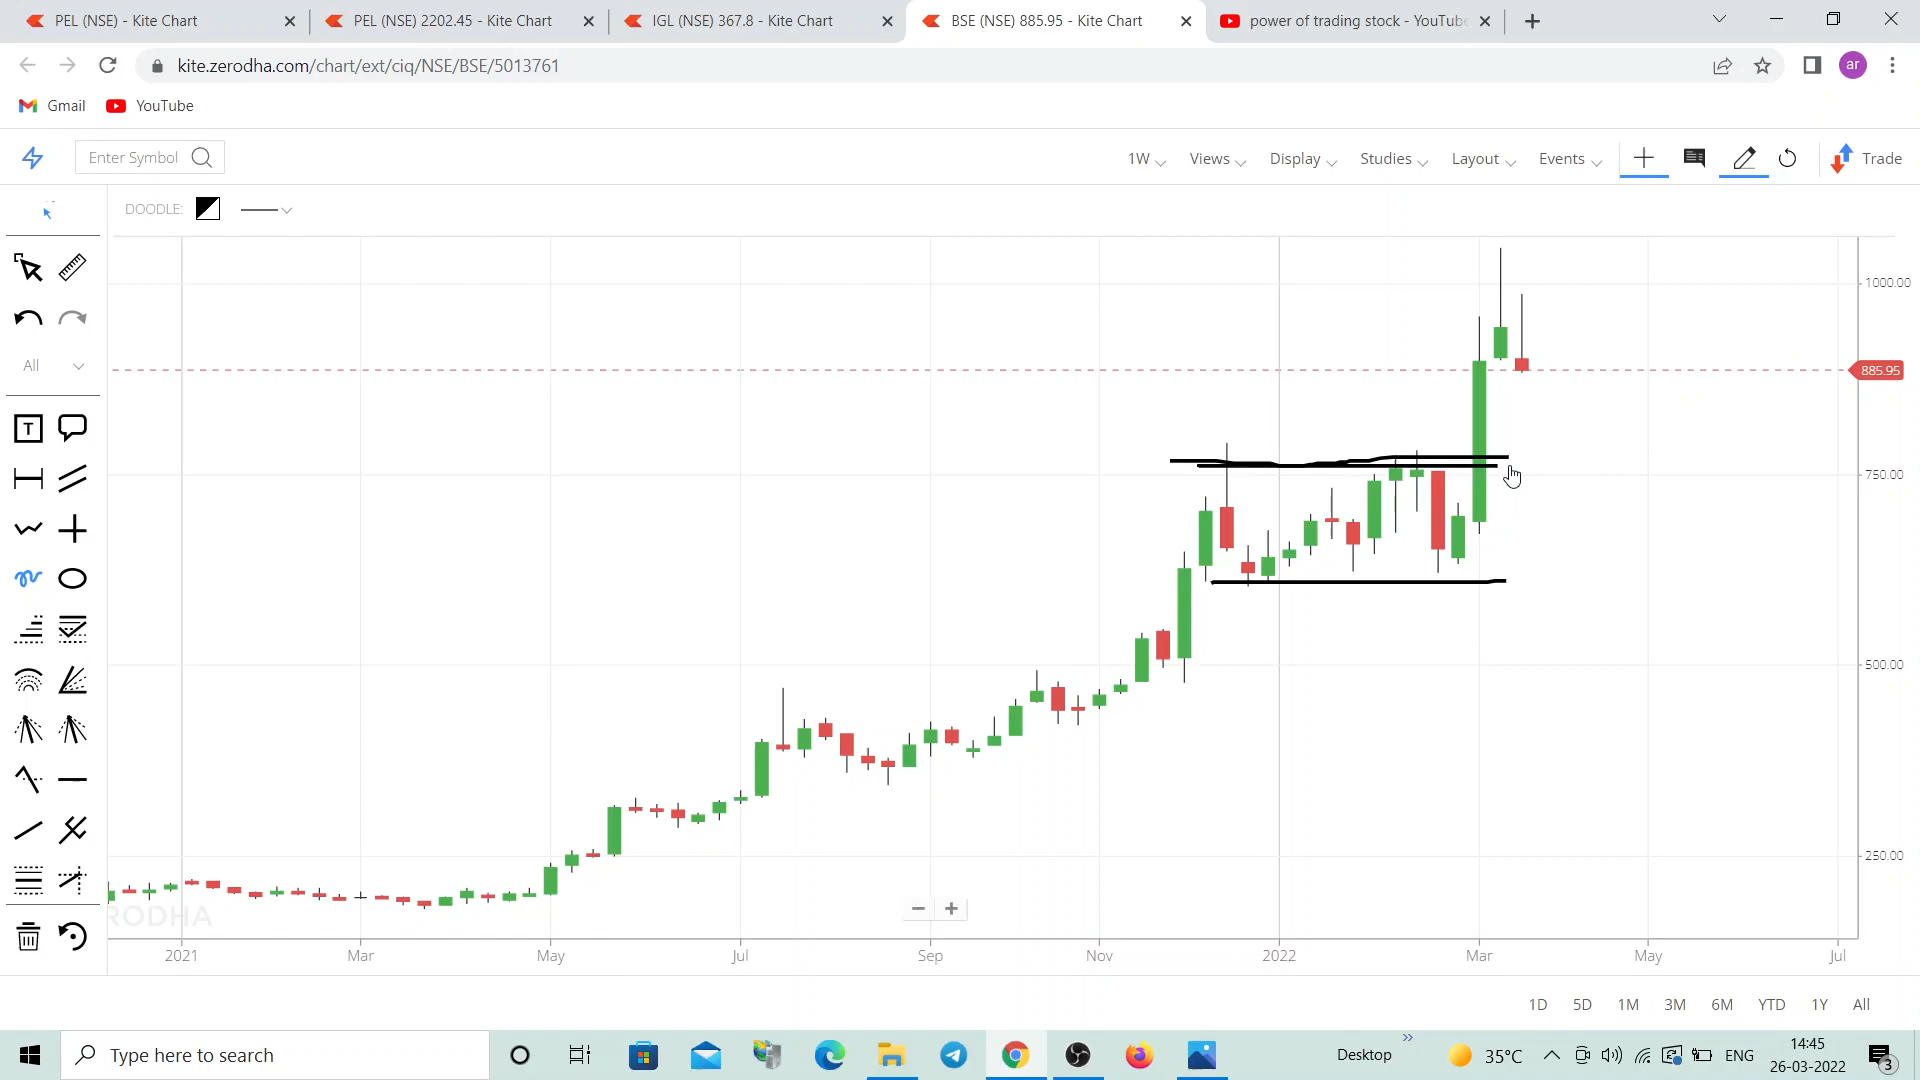 PEL (NSE) - Kite Chart
PEL (NSE) 2202.45 - Kite Chart
IGL (NSE) 367.8 - Kite Chart
BSE (NSE) 885.95 - Kite Chart
power of trading stock - YouTube
kite.zerodha.com/chart/ext/ciq/NSE/BSE/5013761
ar
Gmail
YouTube
Enter Symbol
1W
Views
Display
Studies
Layout
Events
Trade
DOODLE:
All
T
1000.00
885.95
750.00
500.00
250.00
RODHA
2021
Mar
May
Jul
Sep
Nov
2022
Mar
May
Jul
1D
5D
1M
3M
6M
YTD
1Y
All
Type here to search
Desktop
35°C
ENG
14:45
26-03-2022
3